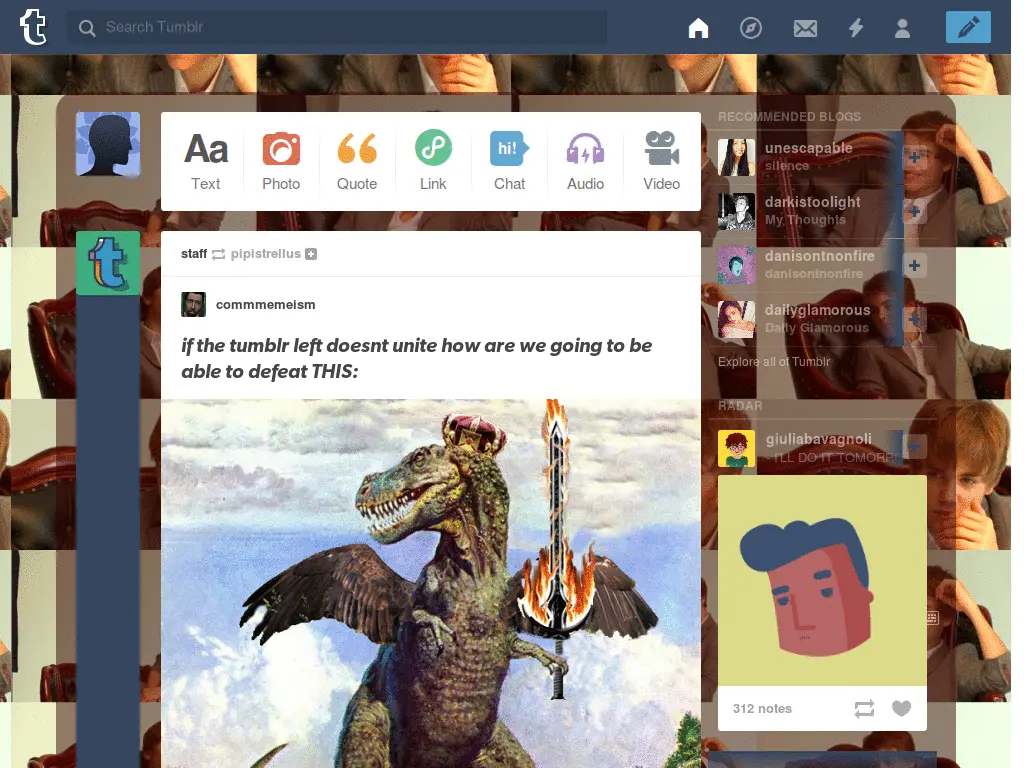 t
Search Tumblr
Aa
hi!
Text
Photo
Quote
Link
Chat
Audio
Video
staff pipistrellus
commmemeism
if the tumblr left doesnt unite how are we going to be
able to defeat THIS:
RECOMMENDED BLOGS
unescapable
silence
darkistoolight
My Thoughts
danisontnonfire
danisontnonfire
dailyglamorous
Daily Glamorous
Explore all of Tumblr
RADAR
giuliabavagnoli
I'LL DO IT TOMORR
312 notes